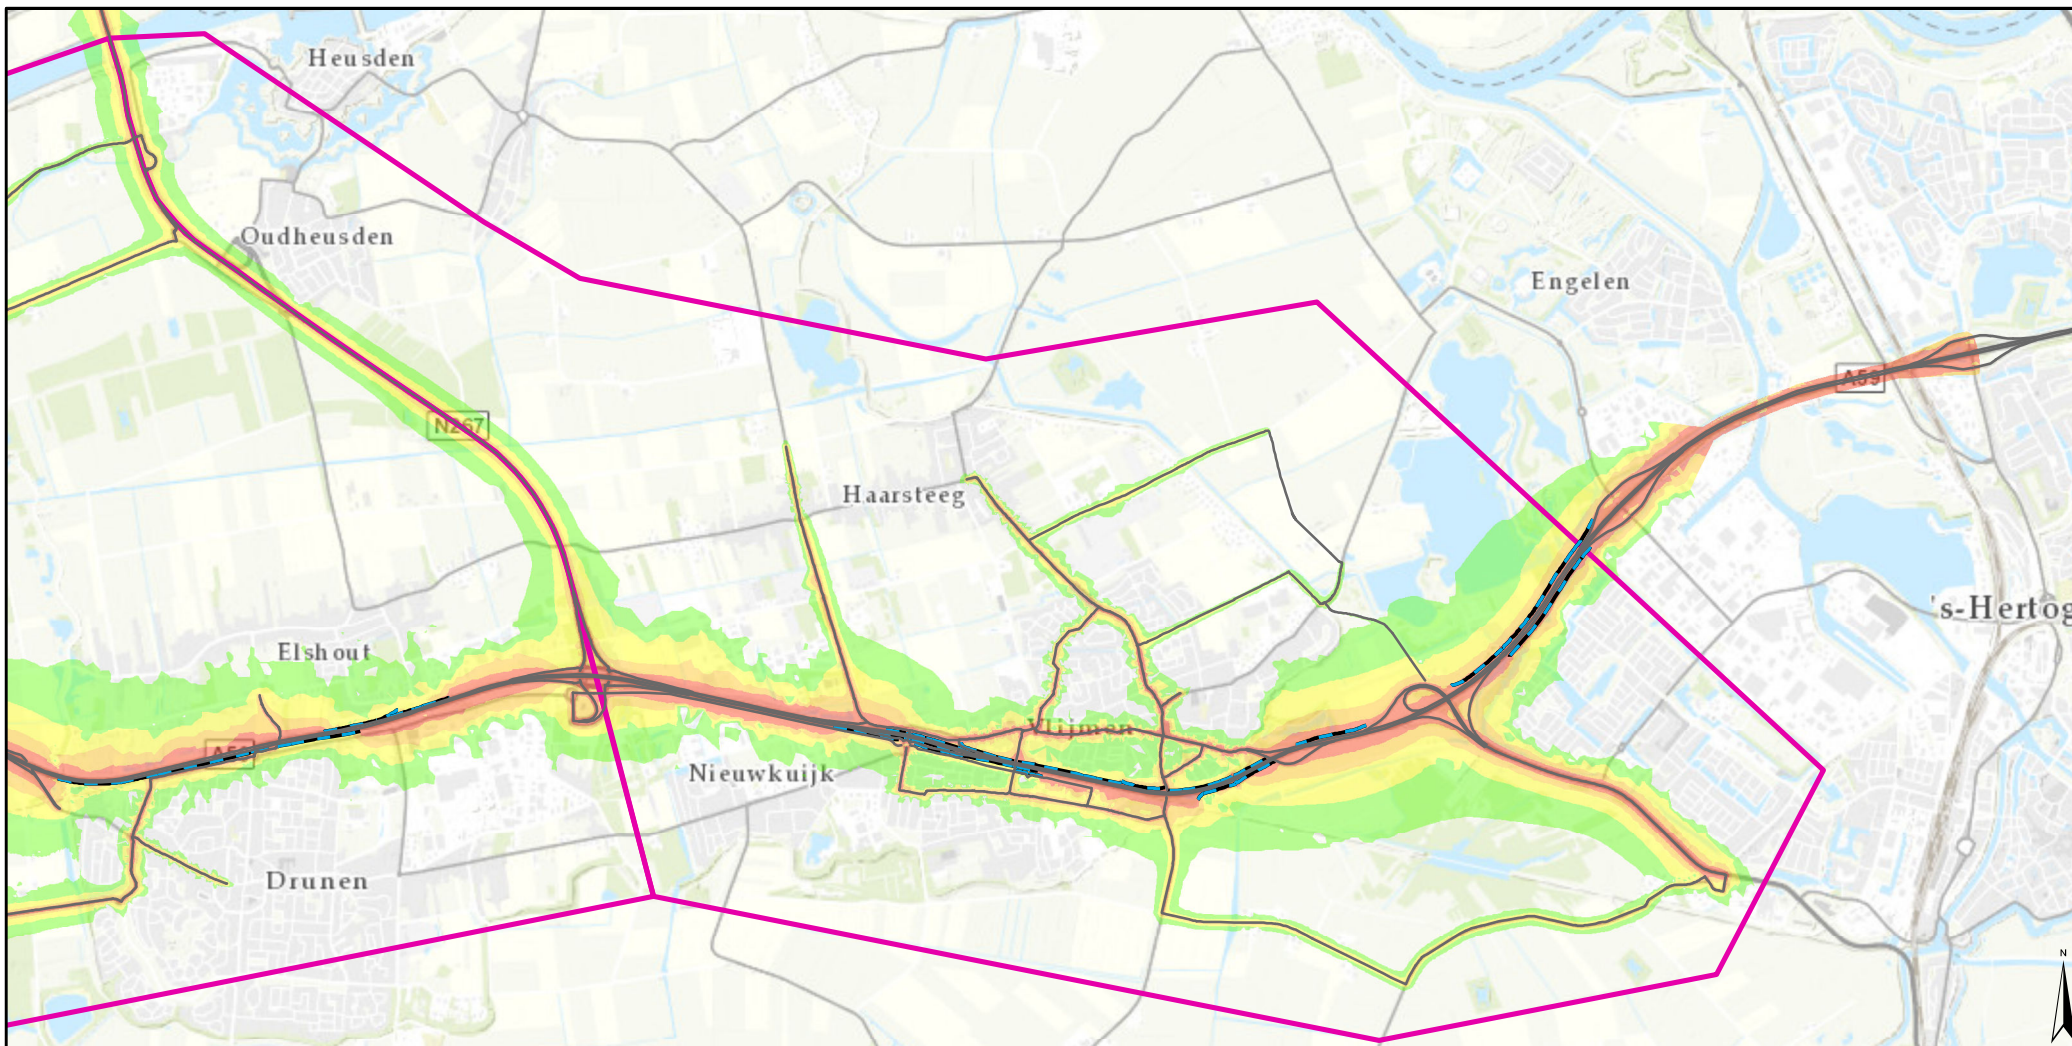 Heusden
Oudheusden
Engelen
A59
N267
Haarsteeg
's-Hertog
Elshout
Vlijmen
A59
Nieuwkuijk
Drunen
N